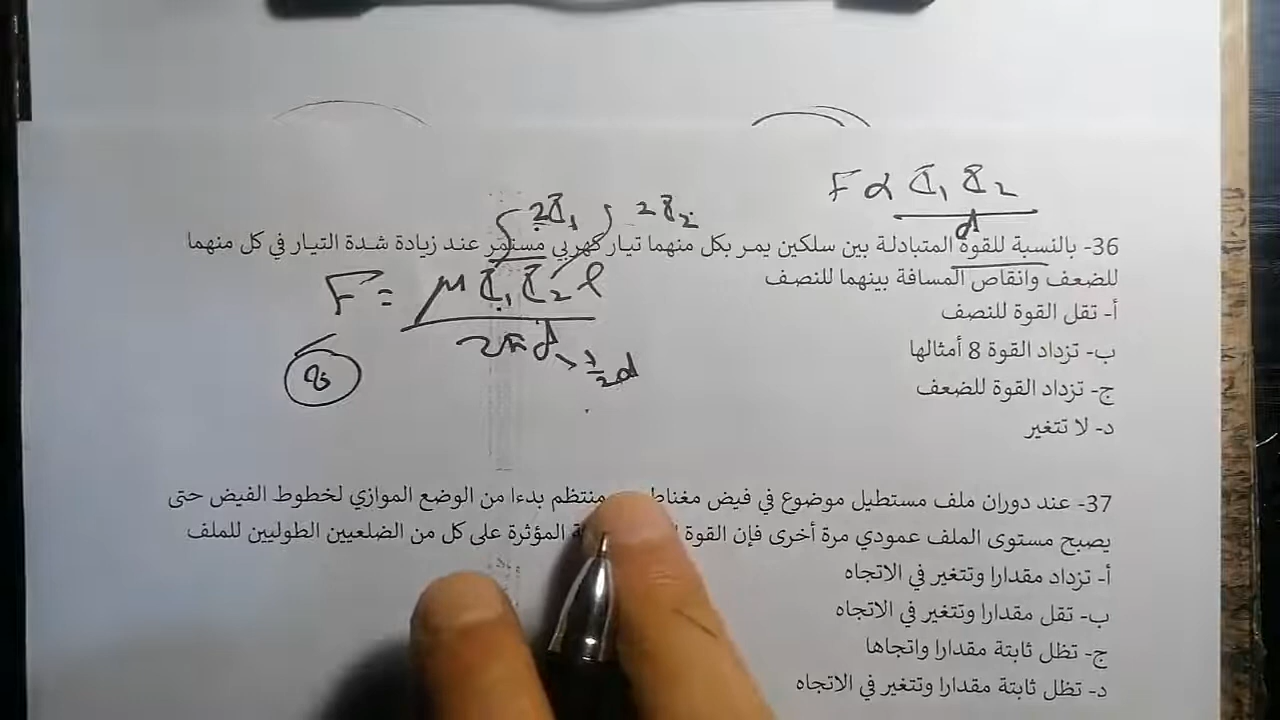 F α I₁ I₂
d
2I₁ 2I₂
36- بالنسبة للقوة المتبادلة بين سلكين يمر بكل منهما تيار كهربي مستمر عند زيادة شدة التيار في كل منهما
للضعف وانقاص المسافة بينهما للنصف
F = μ I₁ I₂ l
2π d
½ d
8
أ- تقل القوة للنصف
ب- تزداد القوة 8 أمثالها
ج- تزداد القوة للضعف
د- لا تتغير
37- عند دوران ملف مستطيل موضوع في فيض منتظم بدءا من الوضع الموازي لخطوط الفيض حتى
يصبح مستوى الملف عمودي مرة أخرى فإن القوة المؤثرة على كل من الضلعيين الطوليين للملف
أ- تزداد مقدارا وتتغير في الاتجاه
ب- تقل مقدارا وتتغير في الاتجاه
ج- تظل ثابتة مقدارا واتجاها
د- تظل ثابتة مقدارا وتتغير في الاتجاه